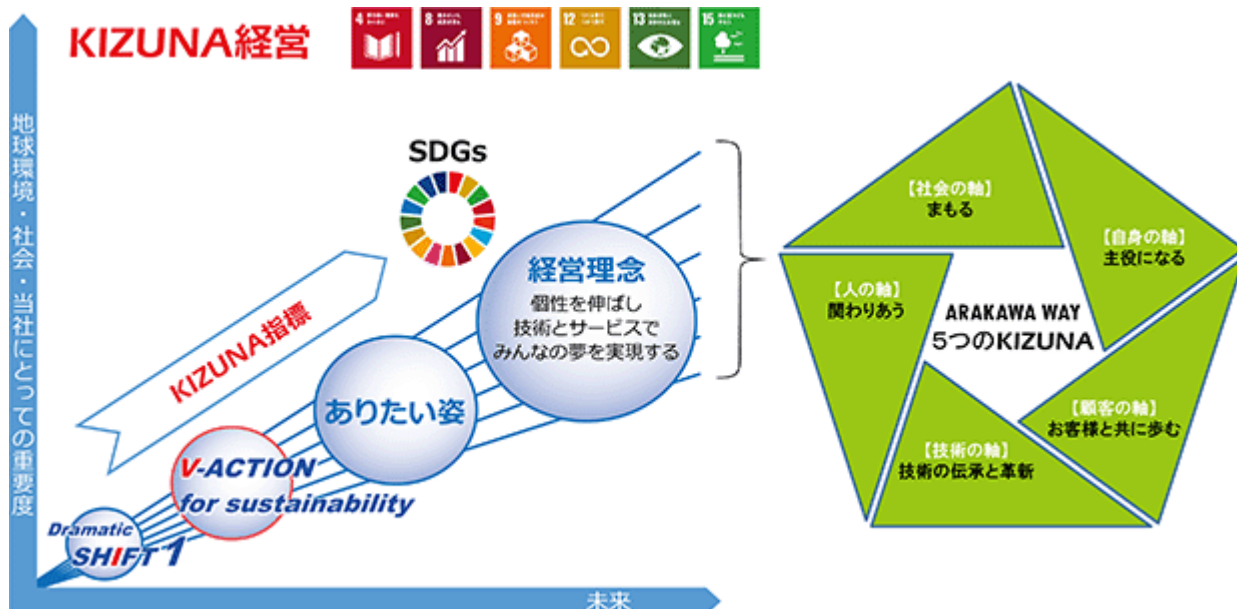 KIZUNA経営
4
8
9
12
13
15
地球環境・社会・当社にとっての重要度
SDGs
KIZUNA指標
経営理念
個性を伸ばし
技術とサービスで
みんなの夢を実現する
ありたい姿
V-ACTION
for sustainability
Dramatic
SHIFT 1
未来
【社会の軸】
まもる
【自身の軸】
主役になる
【人の軸】
関わりあう
ARAKAWA WAY
5つのKIZUNA
【顧客の軸】
お客様と共に歩む
【技術の軸】
技術の伝承と革新